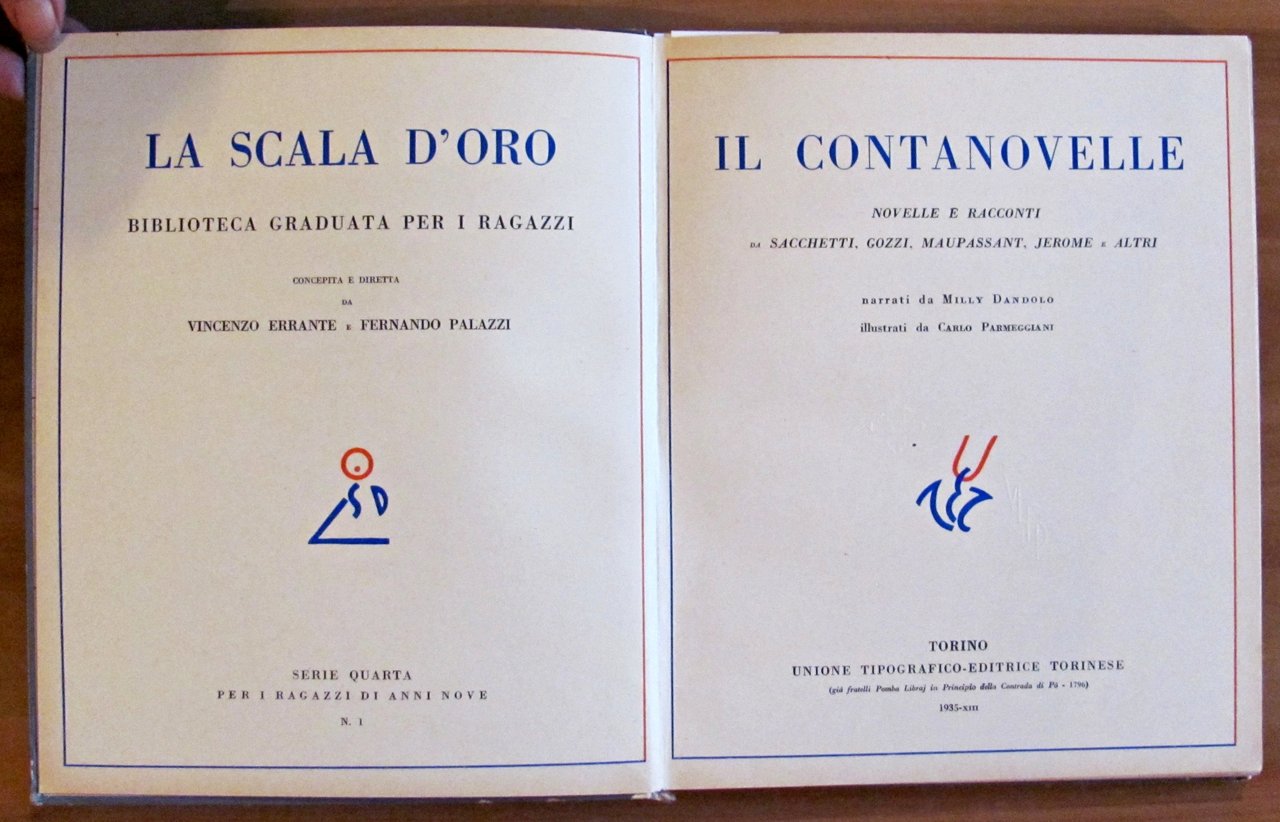 LA SCALA D'ORO
BIBLIOTECA GRADUATA PER I RAGAZZI
CONCEPITA E DIRETTA
DA
VINCENZO ERRANTE E FERNANDO PALAZZI
SD
SERIE QUARTA
PER I RAGAZZI DI ANNI NOVE
N. 1
IL CONTANOVELLE
NOVELLE E RACCONTI
DA SACCHETTI, GOZZI, MAUPASSANT, JEROME E ALTRI
narrati da MILLY DANDOLO
illustrati da CARLO PARMEGGIANI
TORINO
UNIONE TIPOGRAFICO-EDITRICE TORINESE
(già fratelli Pomba Libraj in Principio della Contrada di Pò - 1796)
1935-XIII